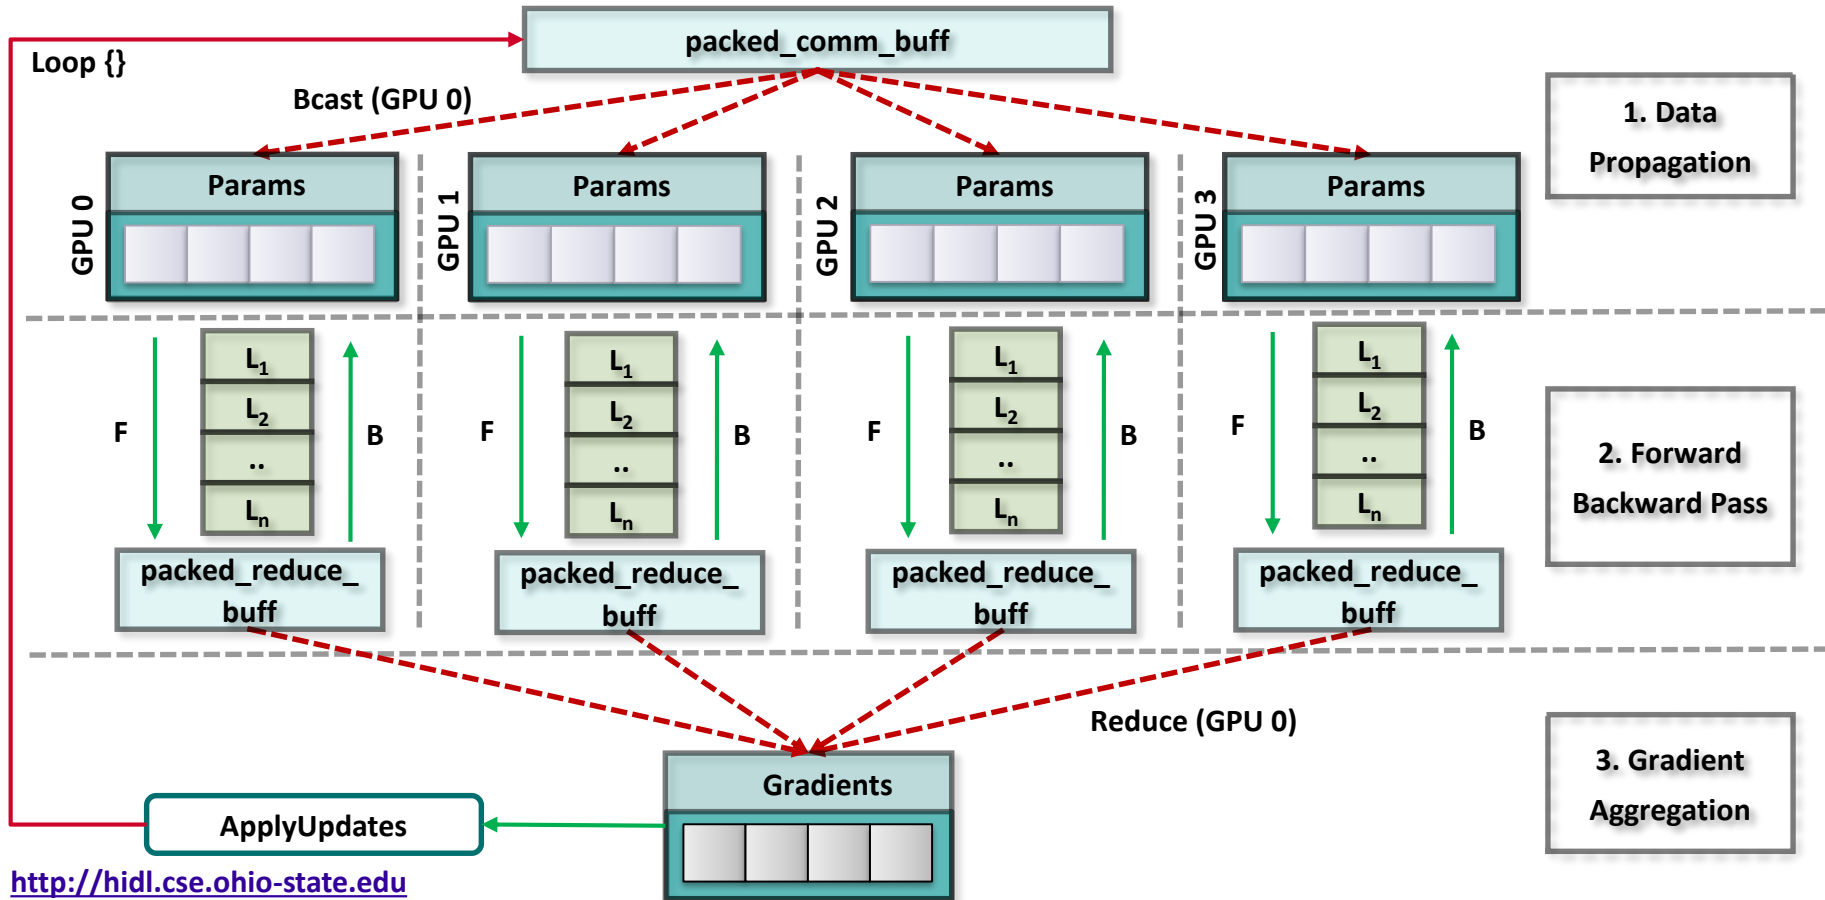 packed_comm_buff
Loop {}
Bcast (GPU 0)
1. Data
Propagation
GPU 0
Params
GPU 1
Params
GPU 2
Params
GPU 3
Params
F
L1
L2
..
Ln
B
F
L1
L2
..
Ln
B
F
L1
L2
..
Ln
B
F
L1
L2
..
Ln
B
2. Forward
Backward Pass
packed_reduce_
buff
packed_reduce_
buff
packed_reduce_
buff
packed_reduce_
buff
Reduce (GPU 0)
Gradients
3. Gradient
Aggregation
ApplyUpdates
http://hidl.cse.ohio-state.edu